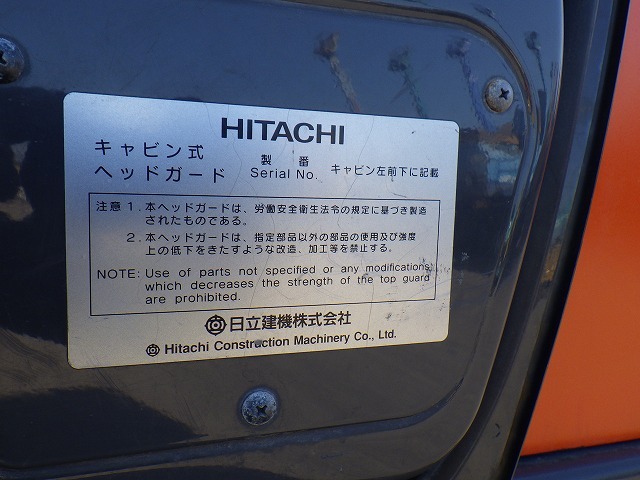 HITACHI
キャビン式
ヘッドガード
製番
Serial No.
キャビン左前下に記載
注意 1. 本ヘッドガードは、労働安全衛生法令の規定に基づき製造
されたものである。
2. 本ヘッドガードは、指定部品以外の部品の使用及び強度
上の低下をきたすような改造、加工等を禁止する。
NOTE: Use of parts not specified or any modifications,
which decreases the strength of the top guard
are prohibited.
日立建機株式会社
Hitachi Construction Machinery Co., Ltd.